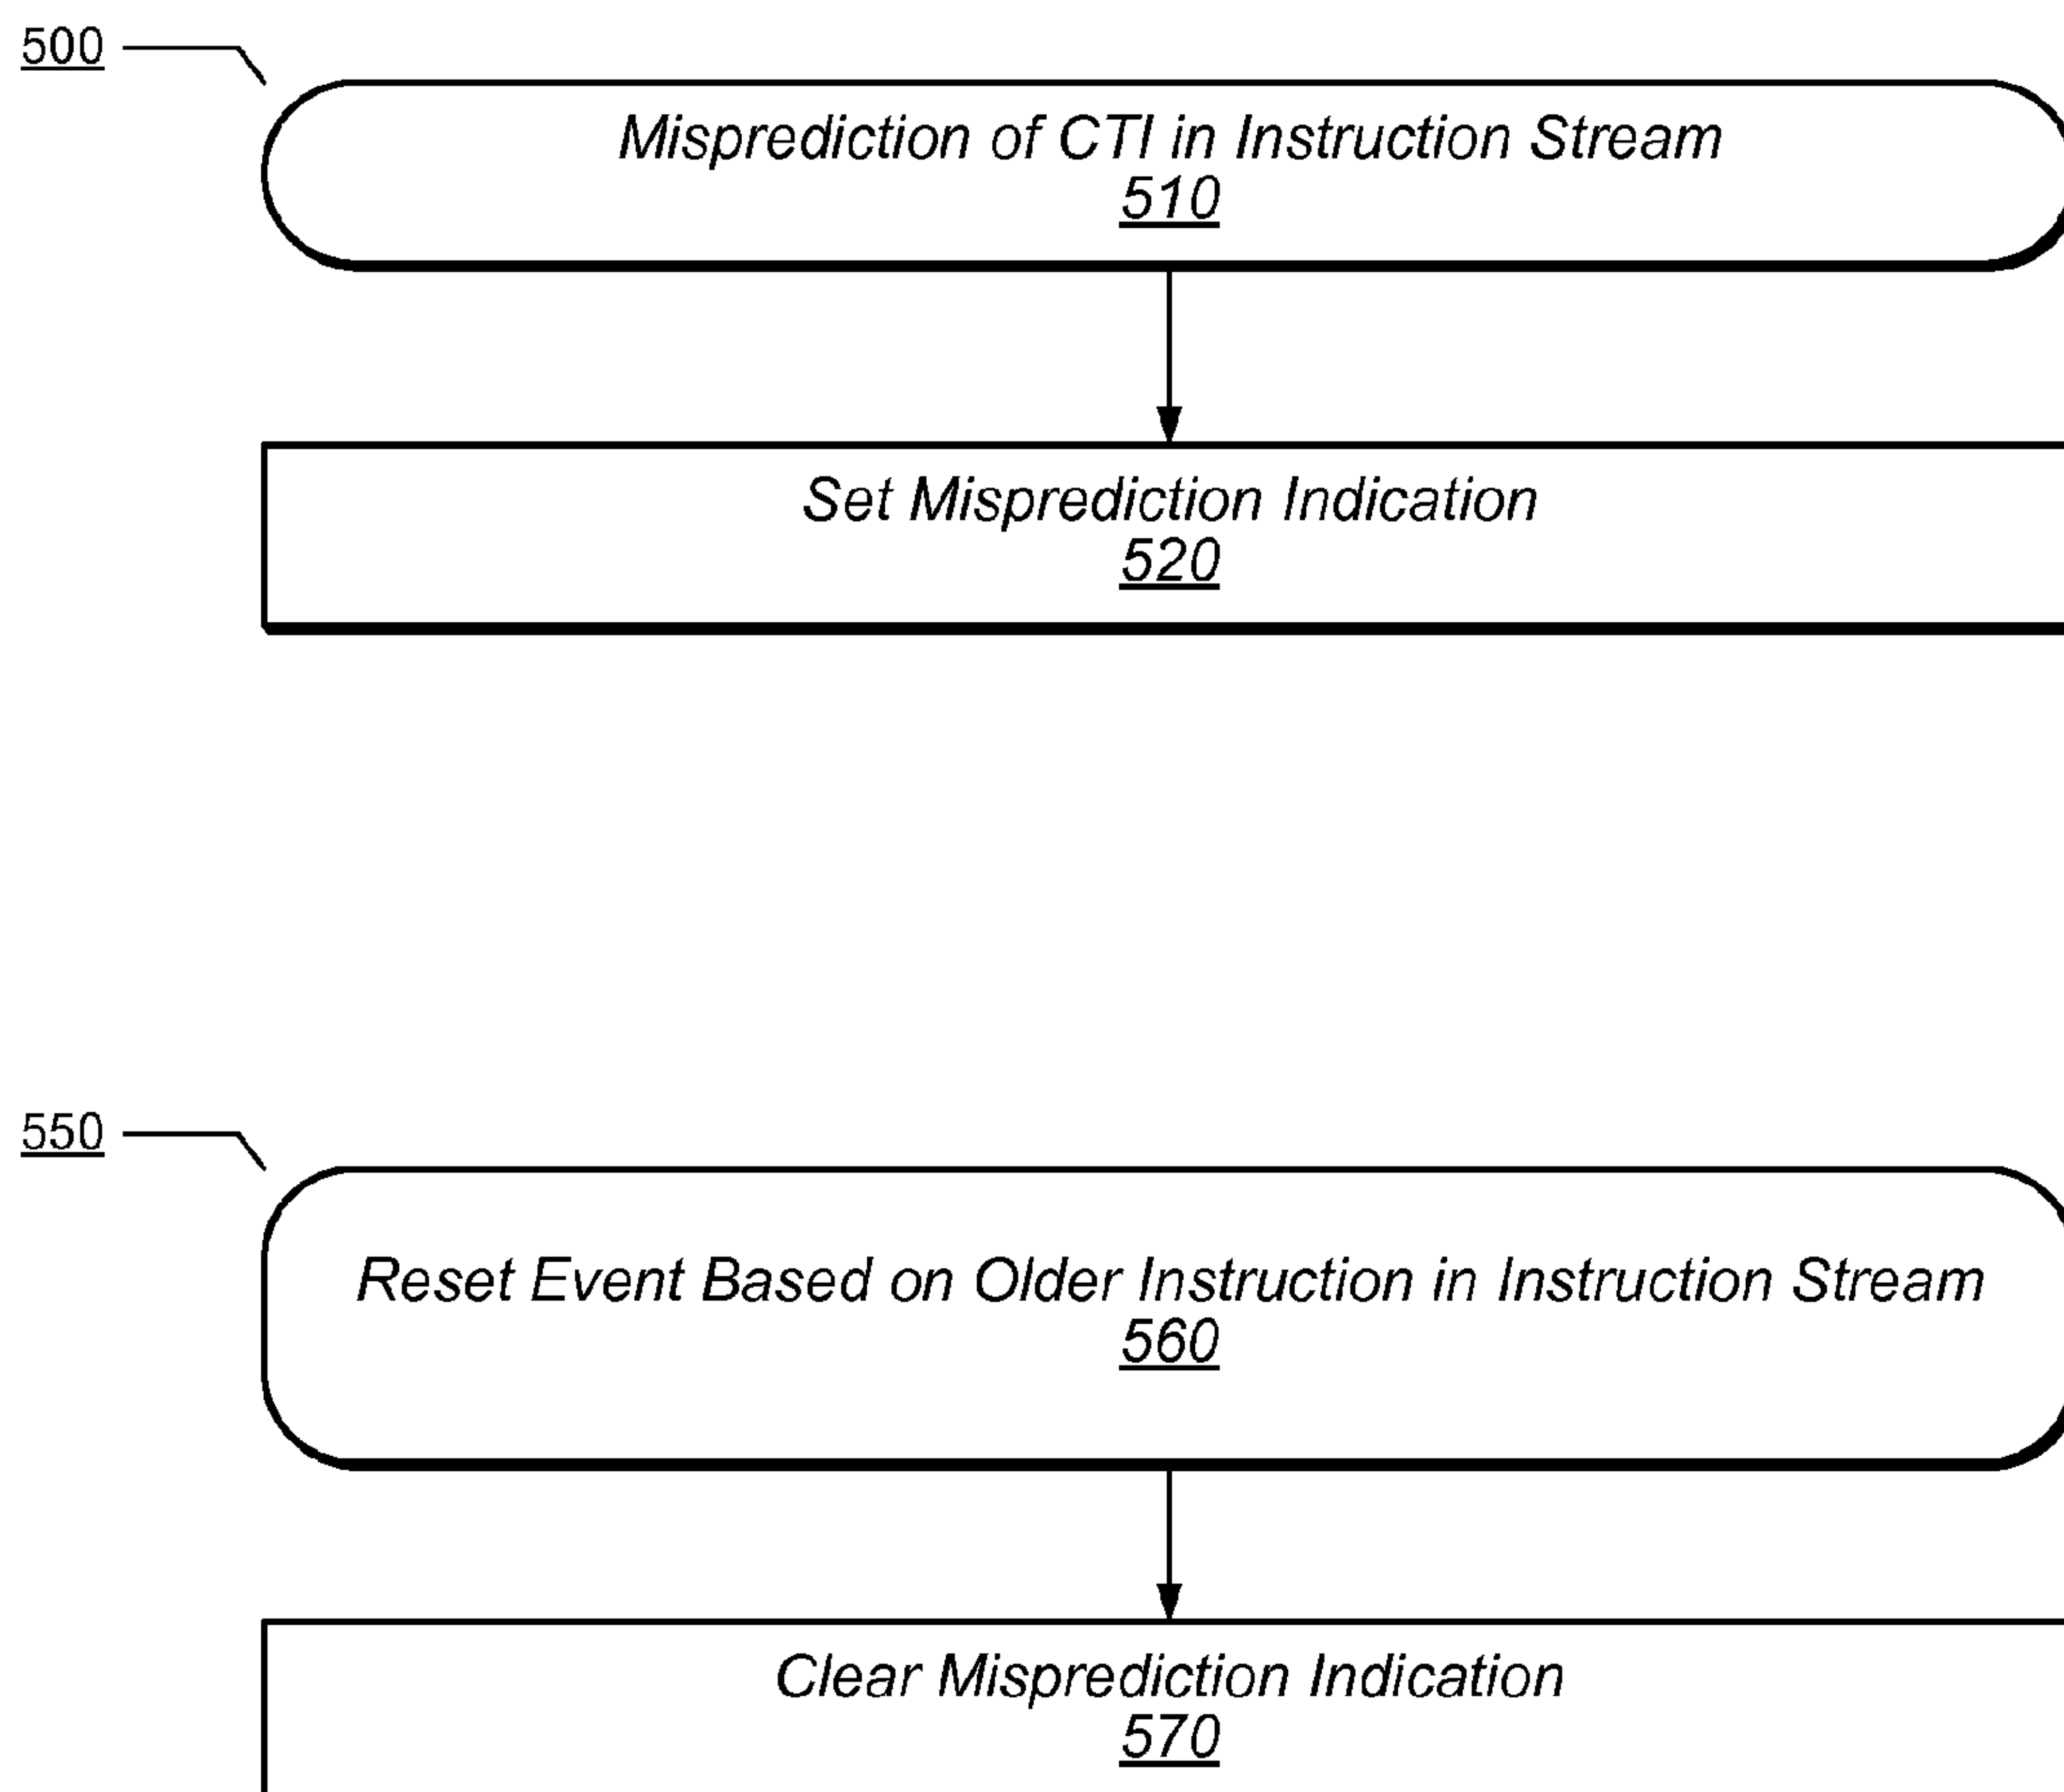 500
Misprediction of CTI in Instruction Stream
510
Set Misprediction Indication
520
550
Reset Event Based on Older Instruction in Instruction Stream
560
Clear Misprediction Indication
570